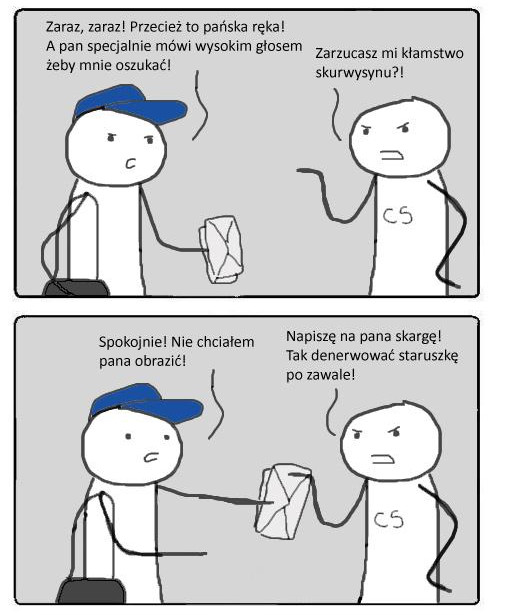 Zaraz, zaraz! Przecież to pańska ręka!
A pan specjalnie mówi wysokim głosem
żeby mnie oszukać!
Zarzucasz mi kłamstwo
skurwysynu?!
CS
Spokojnie! Nie chciałem
pana obrazić!
Napiszę na pana skargę!
Tak denerwować staruszkę
po zawale!
CS